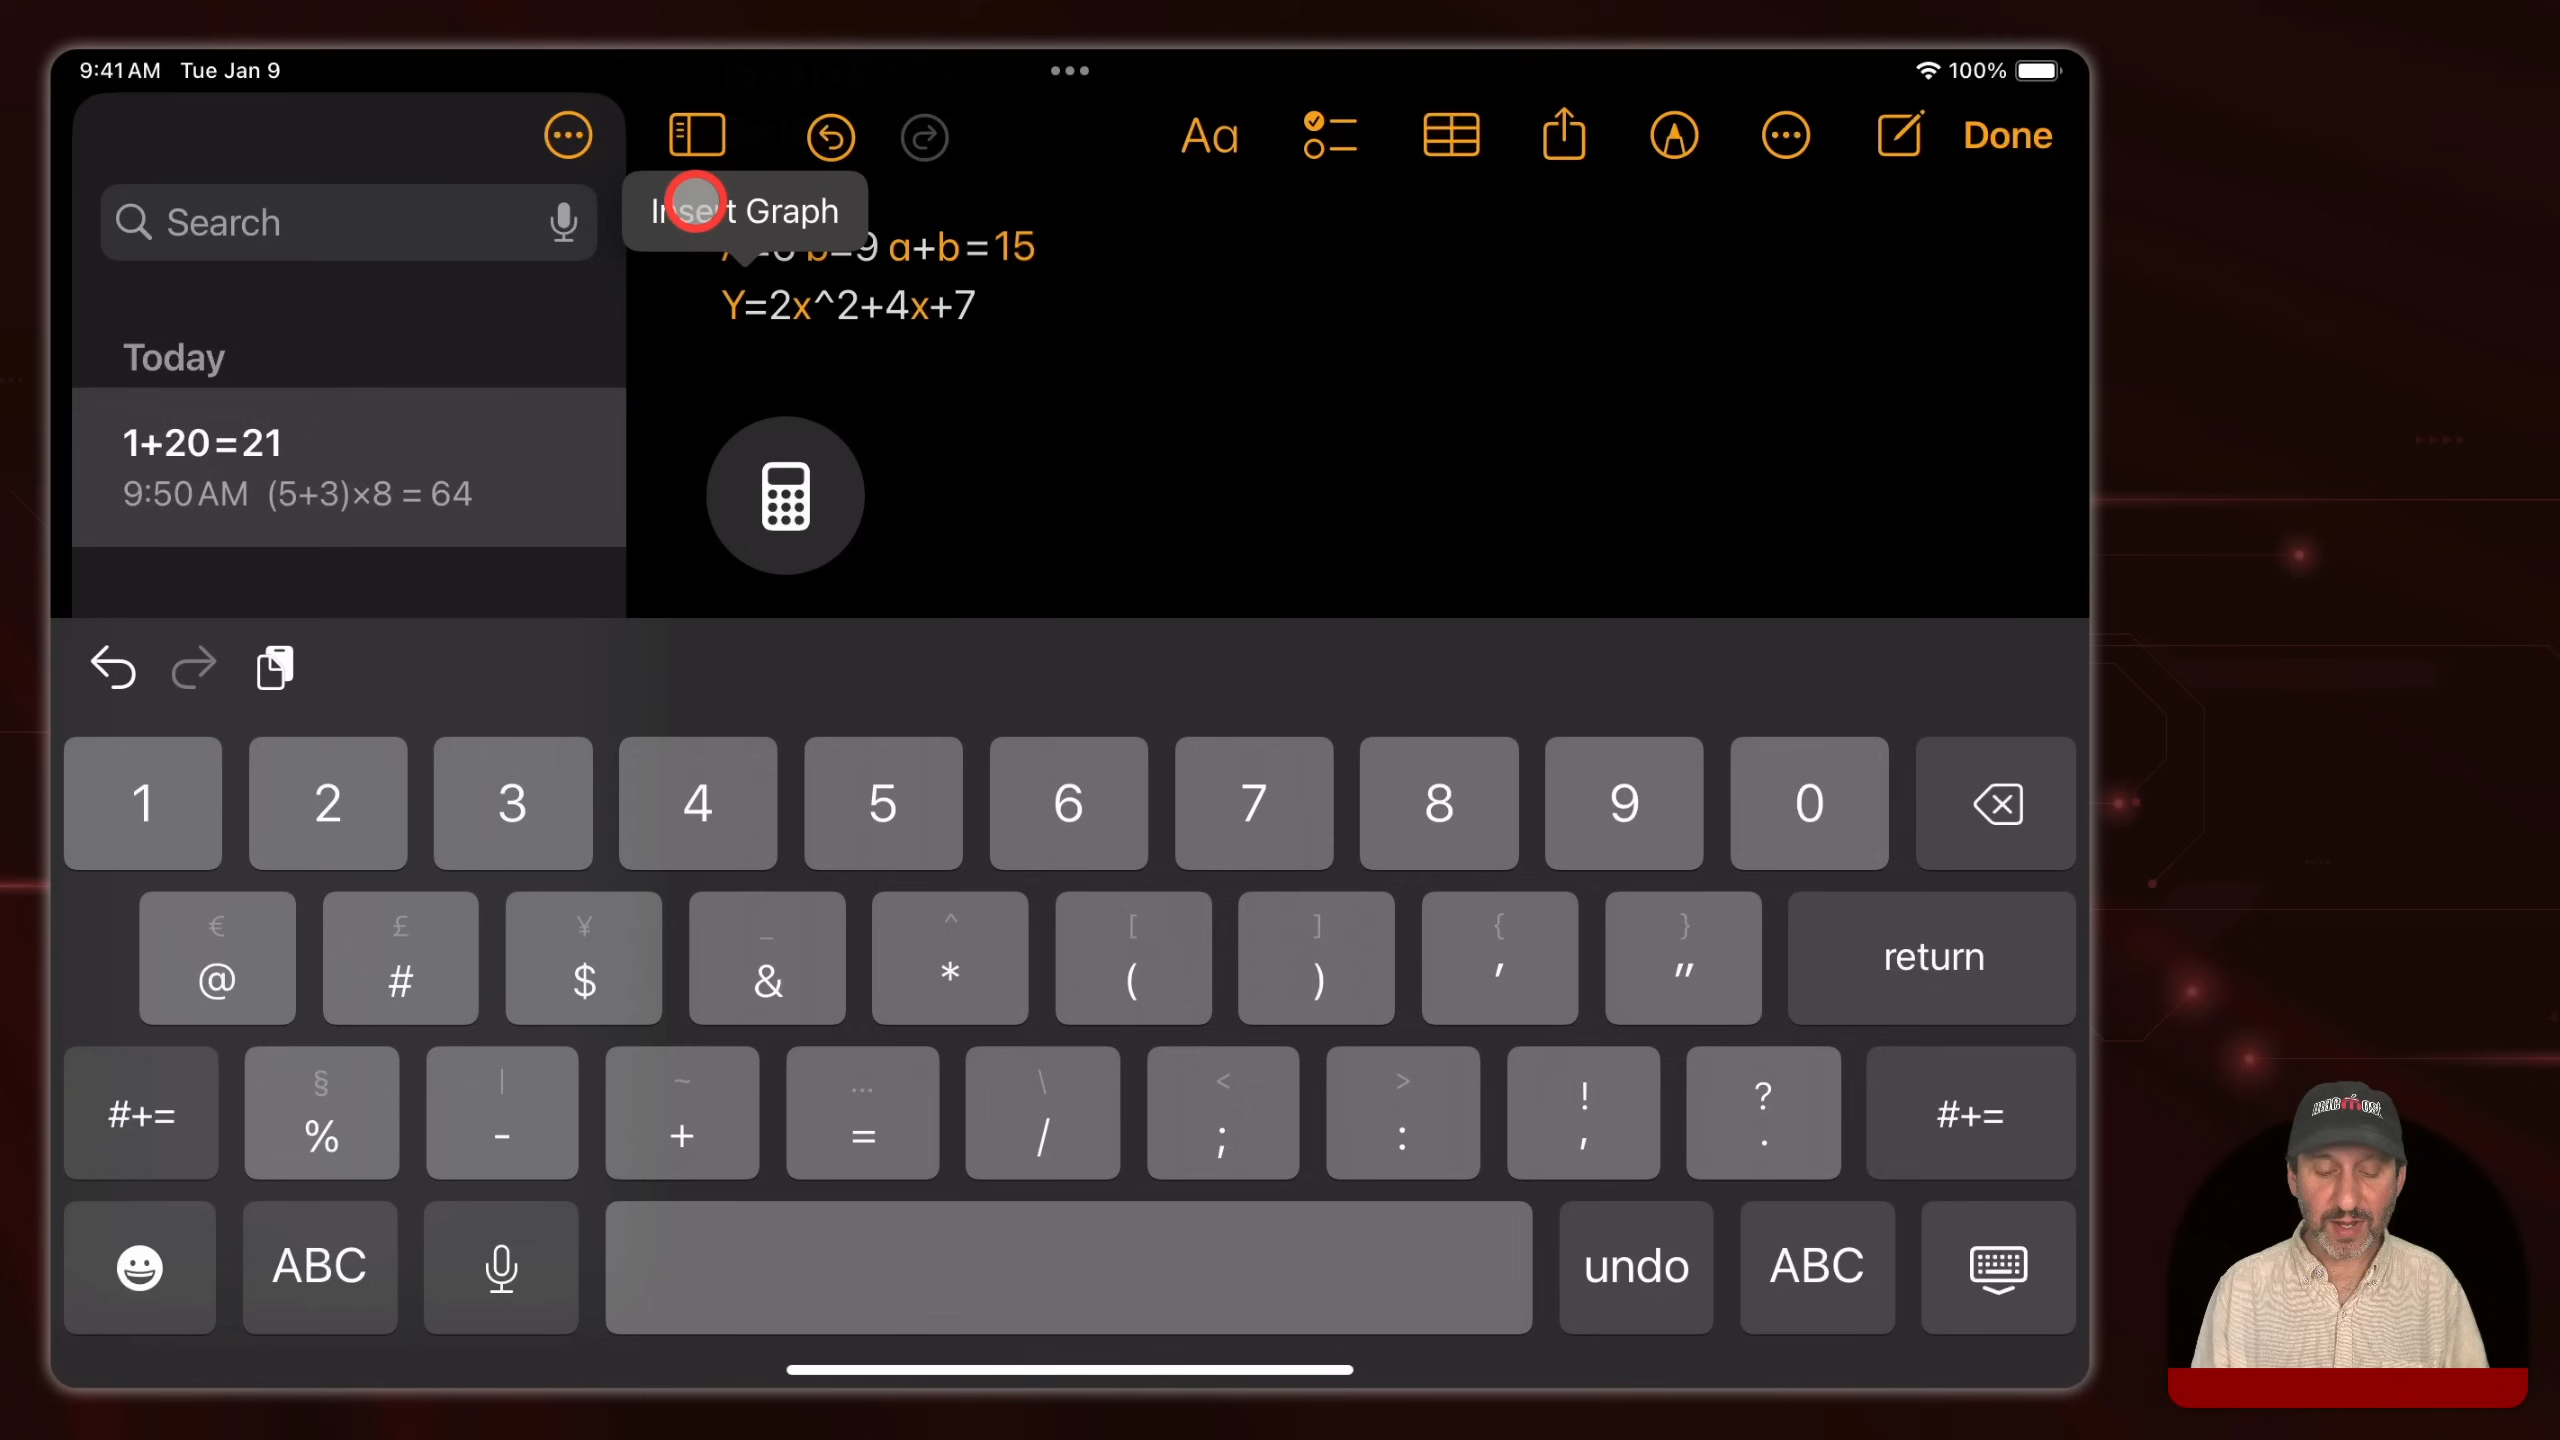 9:41 AM Tue Jan 9
100%
Aa
Done
Search
Insert Graph
b=9 a+b=15
Y=2x^2+4x+7
Today
1+20=21
9:50 AM (5+3)×8 = 64
1 2 3 4 5 6 7 8 9 0
€ £ ¥ _ ^ [ ] { }
@ # $ & * ( ) ' "
return
§ | ~ … \ < > ! ?
#+= % - + = / ; : , . #+=
ABC
undo
ABC
macmost